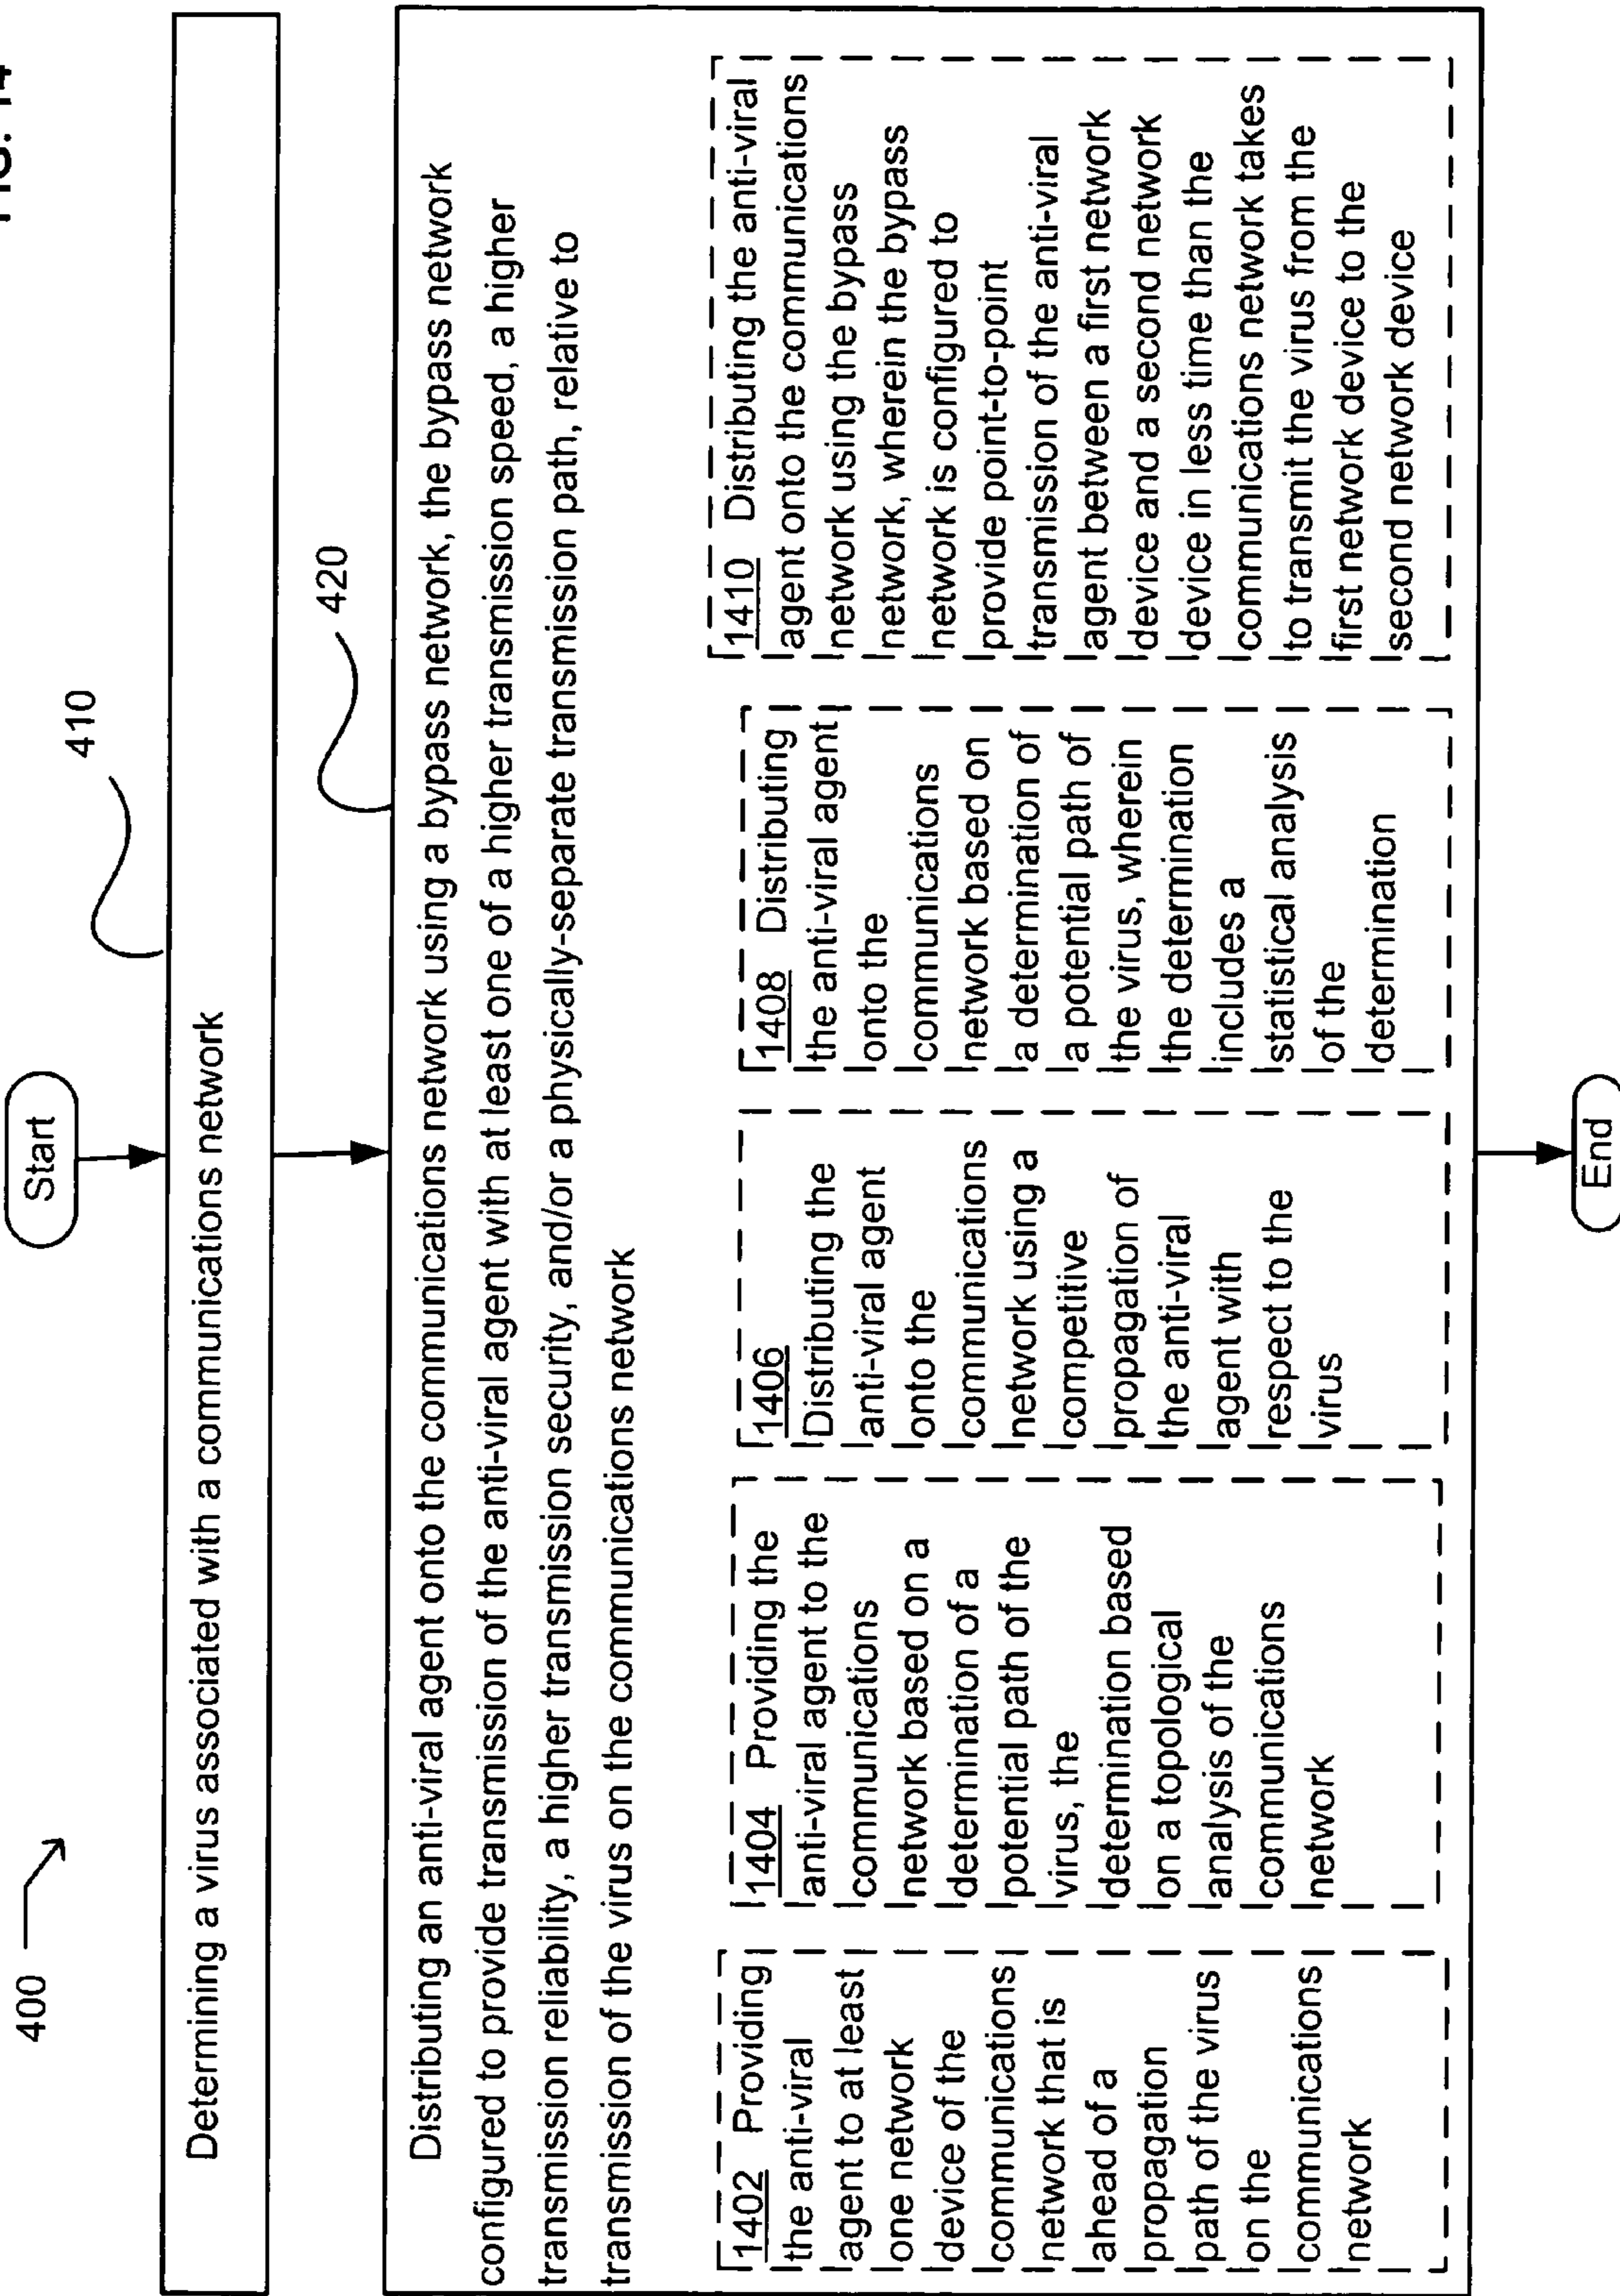 FIG. 14
400
Start
410
Determining a virus associated with a communications network
420
Distributing an anti-viral agent onto the communications network using a bypass network, the bypass network
configured to provide transmission of the anti-viral agent with at least one of a higher transmission speed, a higher
transmission reliability, a higher transmission security, and/or a physically-separate transmission path, relative to
transmission of the virus on the communications network
1402 Providing
the anti-viral
agent to at least
one network
device of the
communications
network that is
ahead of a
propagation
path of the virus
on the
communications
network
1404 Providing the
anti-viral agent to the
communications
network based on a
determination of a
potential path of the
virus, the
determination based
on a topological
analysis of the
communications
network
1406
Distributing the
anti-viral agent
onto the
communications
network using a
competitive
propagation of
the anti-viral
agent with
respect to the
virus
1408 Distributing
the anti-viral agent
onto the
communications
network based on
a determination of
a potential path of
the virus, wherein
the determination
includes a
statistical analysis
of the
determination
1410 Distributing the anti-viral
agent onto the communications
network using the bypass
network, wherein the bypass
network is configured to
provide point-to-point
transmission of the anti-viral
agent between a first network
device and a second network
device in less time than the
communications network takes
to transmit the virus from the
first network device to the
second network device
End